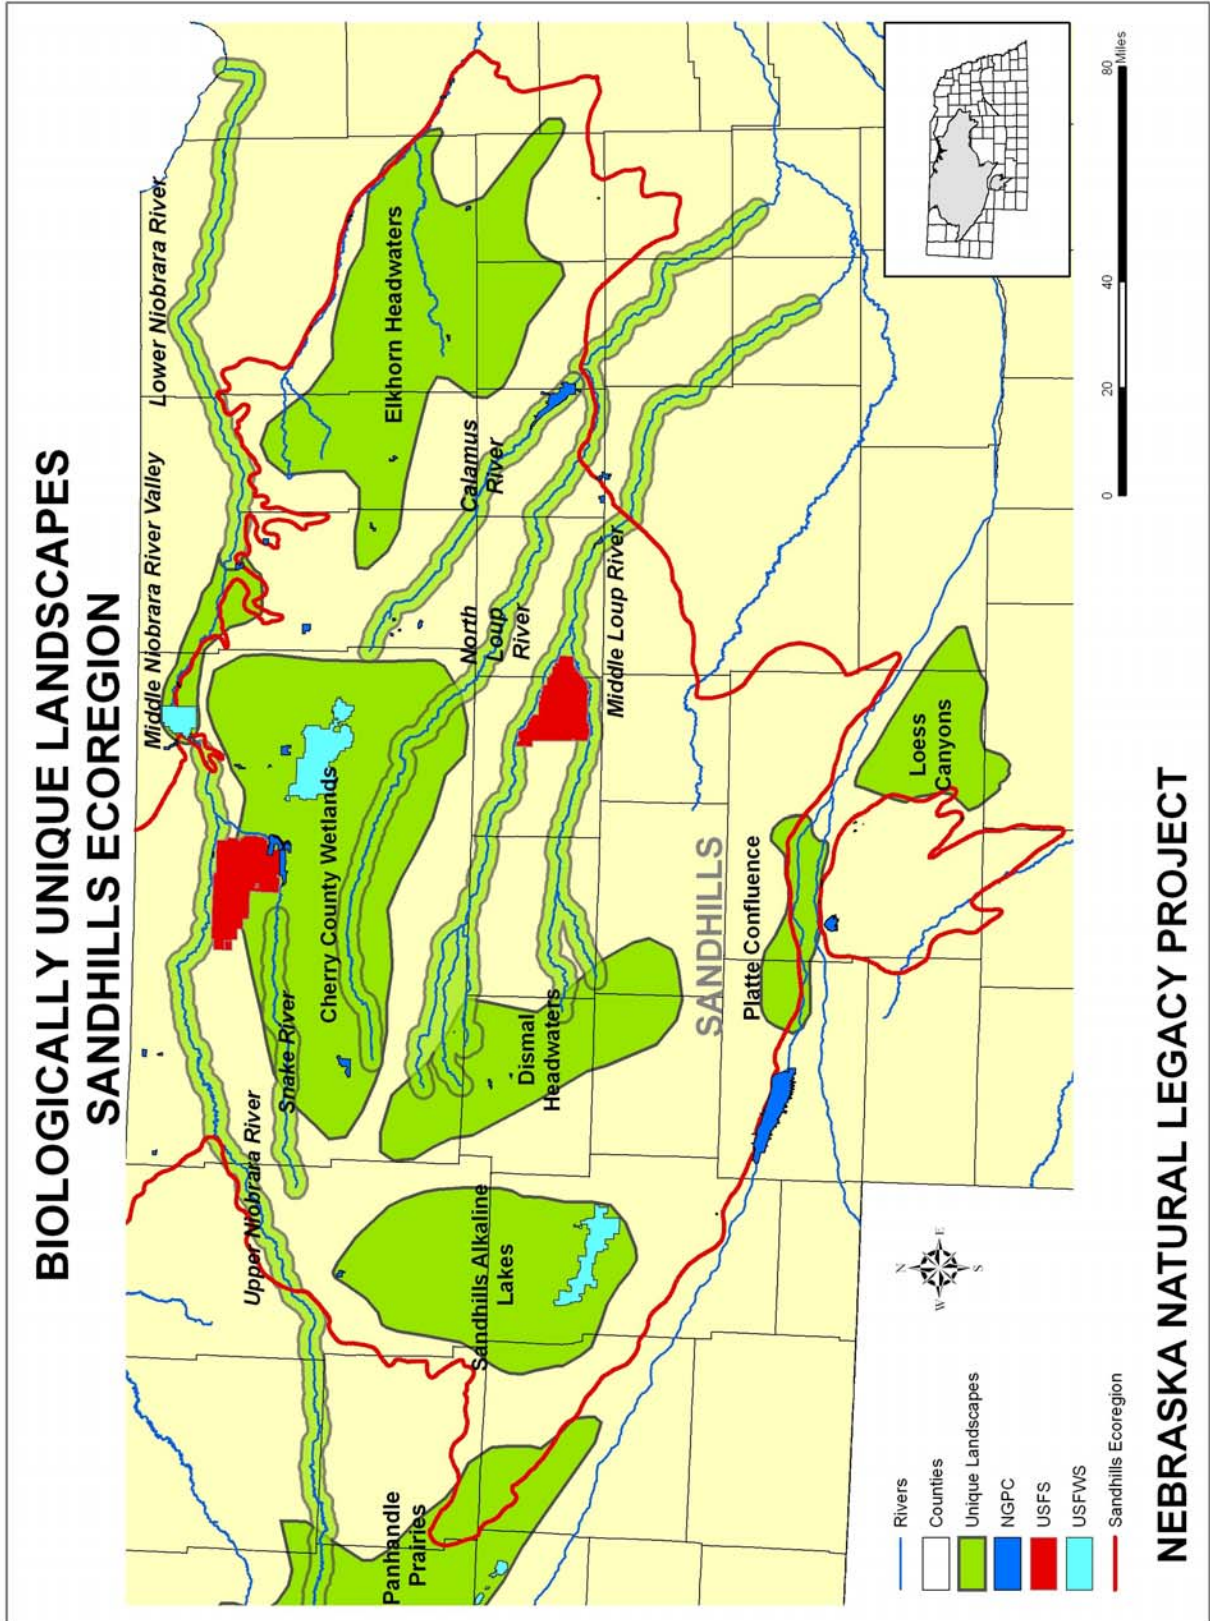 BIOLOGICALLY UNIQUE LANDSCAPES
SANDHILLS ECOREGION
Lower Niobrara River
Middle Niobrara River Valley
Upper Niobrara River
Snake River
Cherry County Wetlands
Elkhorn Headwaters
Calamus
River
North
Loup
River
Middle Loup River
Dismal
Headwaters
Sandhills Alkaline
Lakes
Panhandle
Prairies
SANDHILLS
Platte Confluence
Loess
Canyons
N
W
E
S
Rivers
Counties
Unique Landscapes
NGPC
USFS
USFWS
Sandhills Ecoregion
0
20
40
80
Miles
NEBRASKA NATURAL LEGACY PROJECT